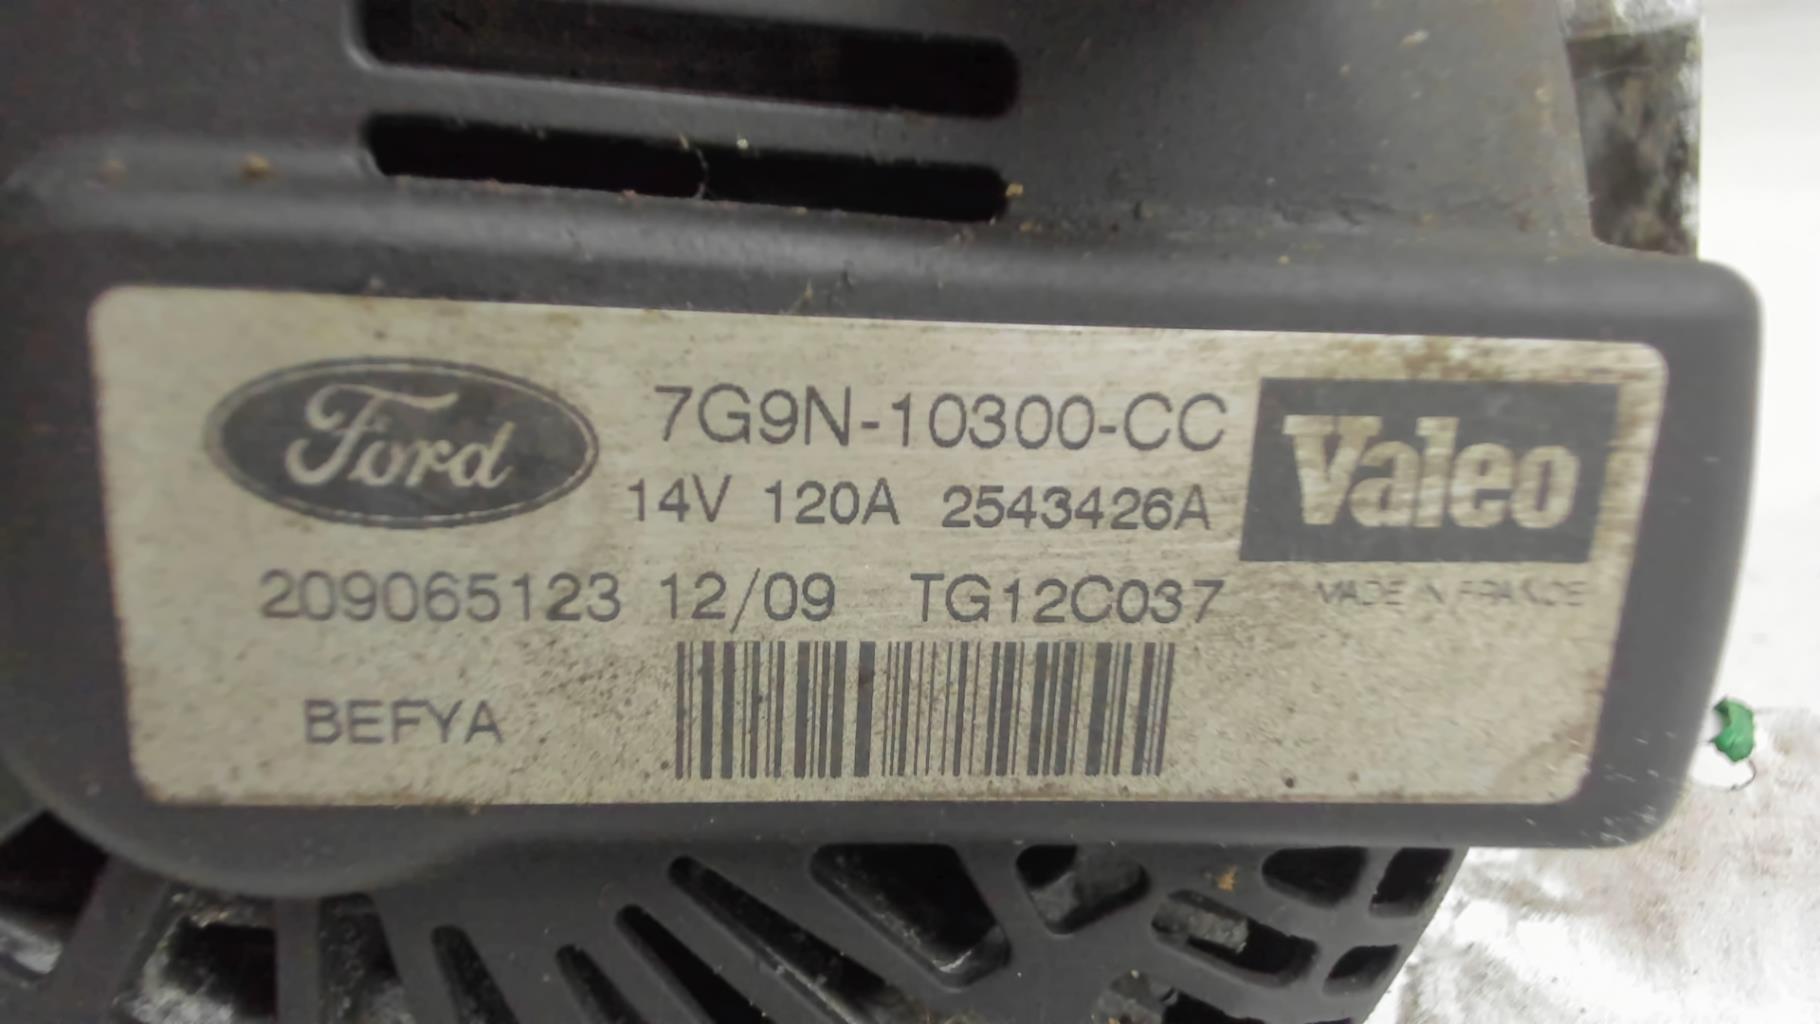 Ford 7G9N-10300-CC Valeo
14V 120A 2543426A
209065123 12/09 TG12C037 MADE IN FRANCE
BEFYA